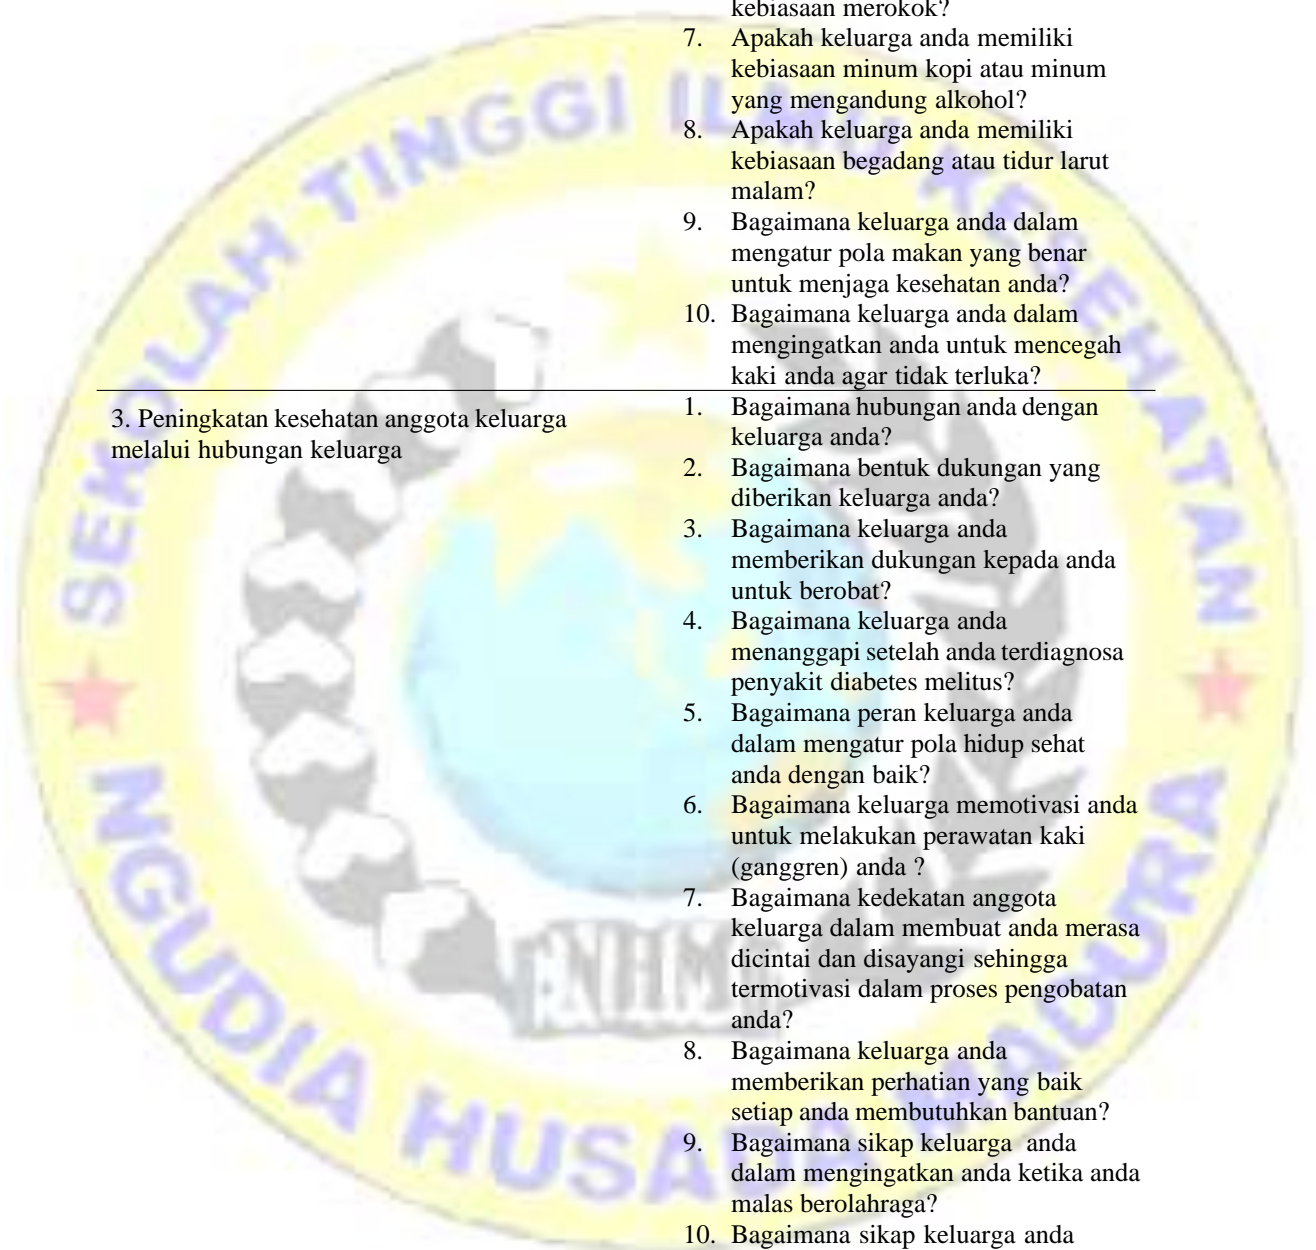 kebiasaan merokok?
7. Apakah keluarga anda memiliki
kebiasaan minum kopi atau minum
yang mengandung alkohol?
8. Apakah keluarga anda memiliki
kebiasaan begadang atau tidur larut
malam?
9. Bagaimana keluarga anda dalam
mengatur pola makan yang benar
untuk menjaga kesehatan anda?
10. Bagaimana keluarga anda dalam
mengingatkan anda untuk mencegah
kaki anda agar tidak terluka?
3. Peningkatan kesehatan anggota keluarga
melalui hubungan keluarga
1. Bagaimana hubungan anda dengan
keluarga anda?
2. Bagaimana bentuk dukungan yang
diberikan keluarga anda?
3. Bagaimana keluarga anda
memberikan dukungan kepada anda
untuk berobat?
4. Bagaimana keluarga anda
menanggapi setelah anda terdiagnosa
penyakit diabetes melitus?
5. Bagaimana peran keluarga anda
dalam mengatur pola hidup sehat
anda dengan baik?
6. Bagaimana keluarga memotivasi anda
untuk melakukan perawatan kaki
(ganggren) anda ?
7. Bagaimana kedekatan anggota
keluarga dalam membuat anda merasa
dicintai dan disayangi sehingga
termotivasi dalam proses pengobatan
anda?
8. Bagaimana keluarga anda
memberikan perhatian yang baik
setiap anda membutuhkan bantuan?
9. Bagaimana sikap keluarga anda
dalam mengingatkan anda ketika anda
malas berolahraga?
10. Bagaimana sikap keluarga anda
SEKOLAH TINGGI ILMU KESEHATAN
NGUDIA HUSADA MADURA